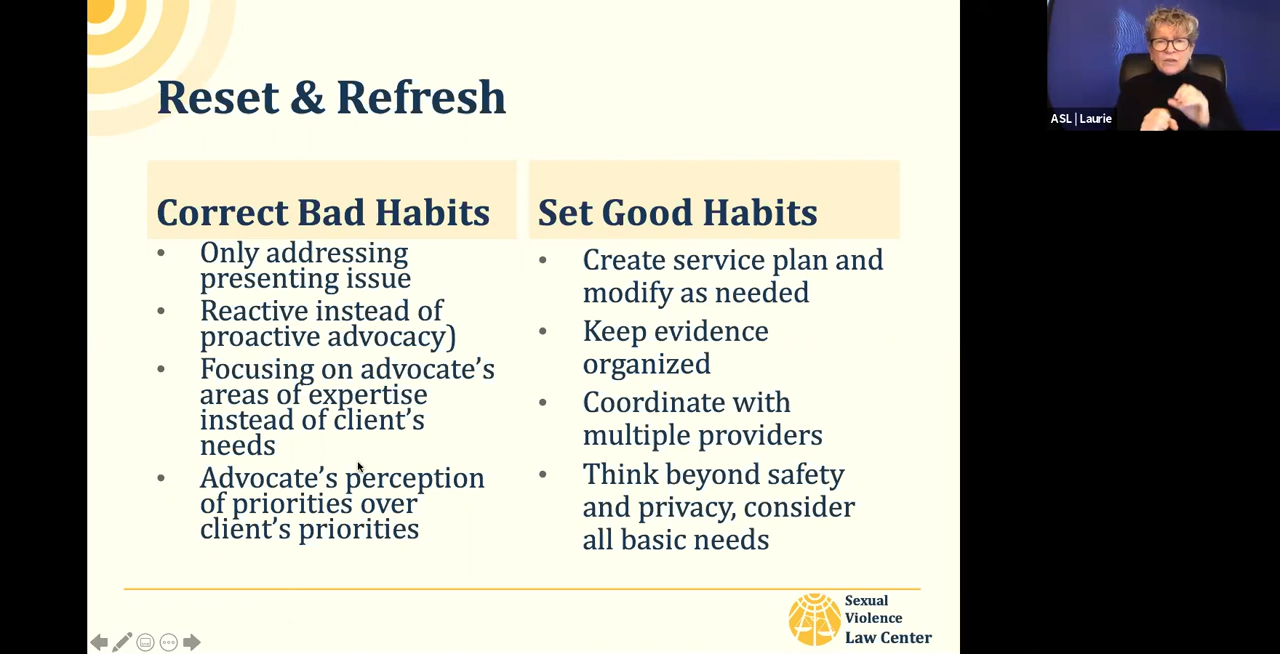 Reset & Refresh
ASL | Laurie
Correct Bad Habits
• Only addressing
presenting issue
• Reactive instead of
proactive advocacy)
• Focusing on advocate's
areas of expertise
instead of client's
needs
• Advocate's perception
of priorities over
client's priorities
Set Good Habits
• Create service plan and
modify as needed
• Keep evidence
organized
• Coordinate with
multiple providers
• Think beyond safety
and privacy, consider
all basic needs
Sexual
Violence
Law Center